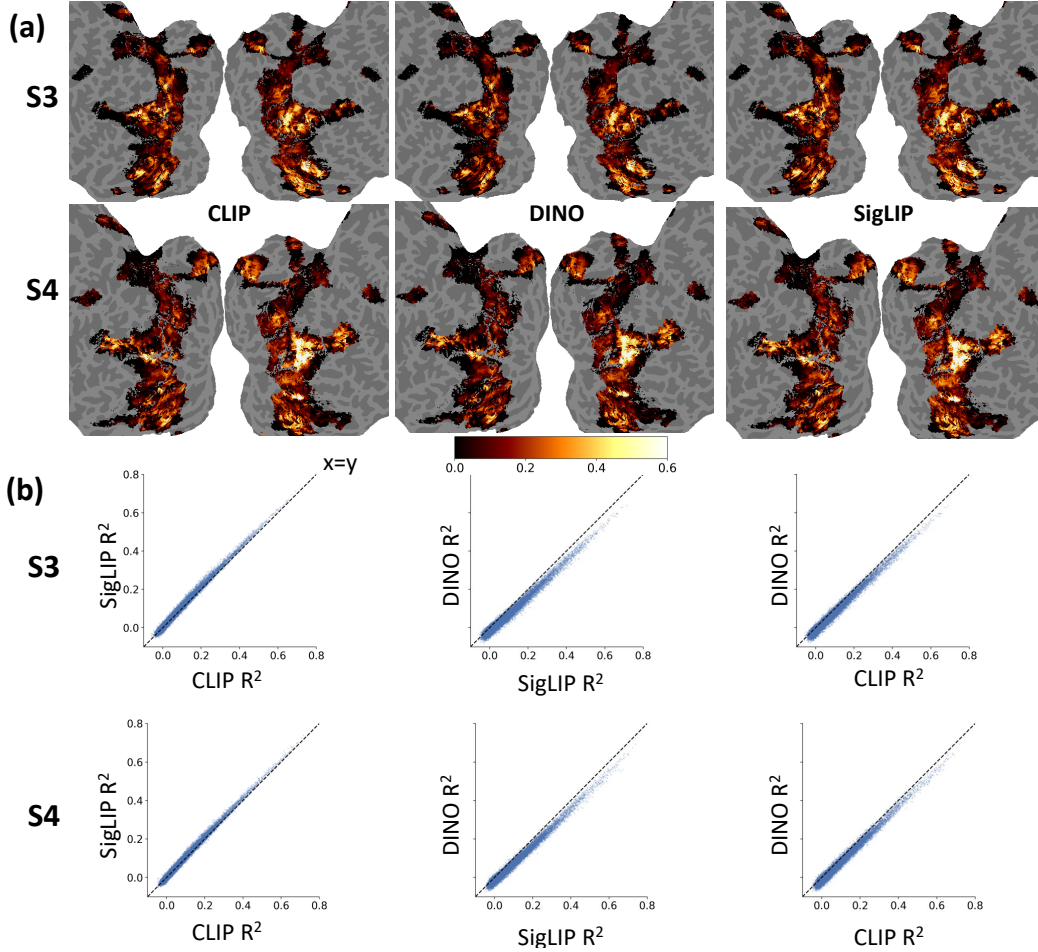 (a)
S3
CLIP
DINO
SigLIP
S4
0.0 0.2 0.4 0.6
(b)
x=y
S3
SigLIP R²
0.8
0.6
0.4
0.2
0.0
0.0 0.2 0.4 0.6 0.8
CLIP R²
DINO R²
0.0 0.2 0.4 0.6 0.8
SigLIP R²
DINO R²
0.0 0.2 0.4 0.6 0.8
CLIP R²
S4
SigLIP R²
0.8
0.6
0.4
0.2
0.0
0.0 0.2 0.4 0.6 0.8
CLIP R²
DINO R²
0.0 0.2 0.4 0.6 0.8
SigLIP R²
DINO R²
0.0 0.2 0.4 0.6 0.8
CLIP R²